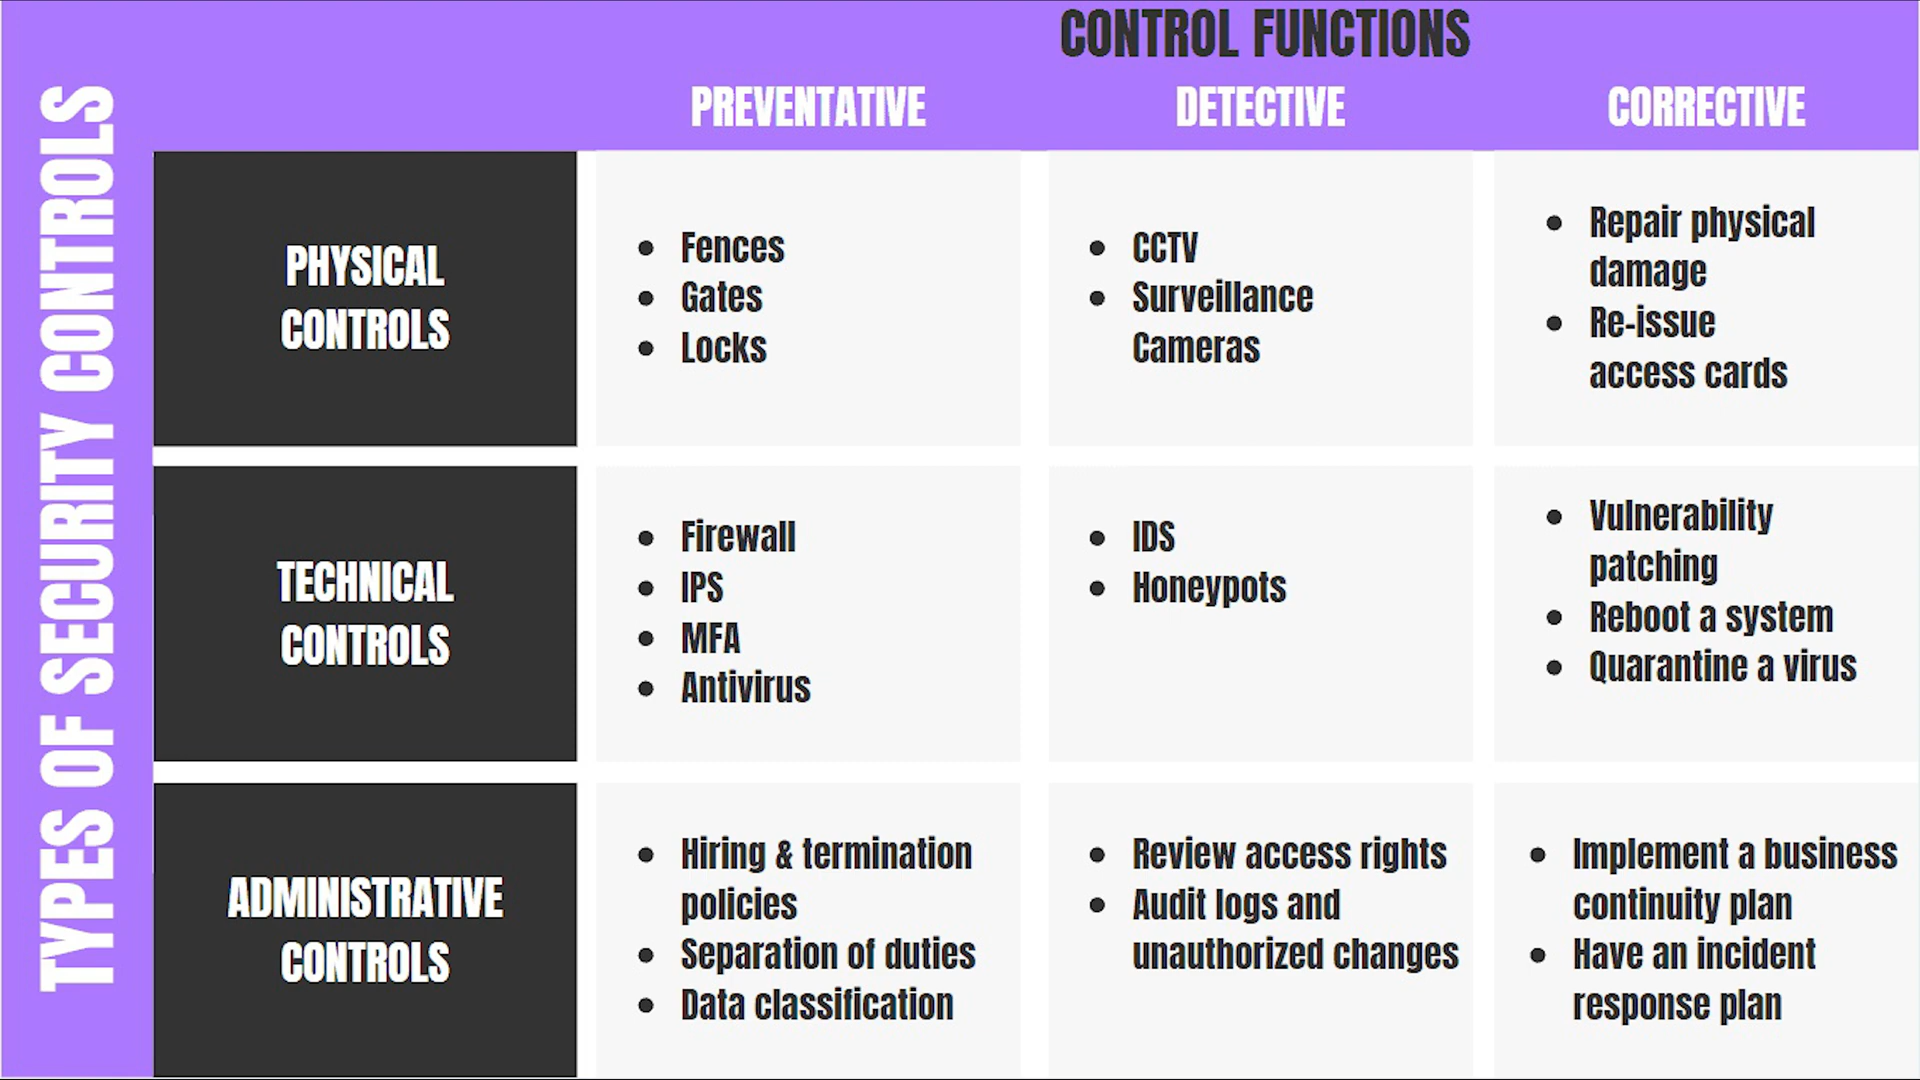 CONTROL FUNCTIONS
PREVENTATIVE
DETECTIVE
CORRECTIVE
TYPES OF SECURITY CONTROLS
PHYSICAL
CONTROLS
Fences
Gates
Locks
CCTV
Surveillance
Cameras
Repair physical
damage
Re-issue
access cards
TECHNICAL
CONTROLS
Firewall
IPS
MFA
Antivirus
IDS
Honeypots
Vulnerability
patching
Reboot a system
Quarantine a virus
ADMINISTRATIVE
CONTROLS
Hiring & termination
policies
Separation of duties
Data classification
Review access rights
Audit logs and
unauthorized changes
Implement a business
continuity plan
Have an incident
response plan